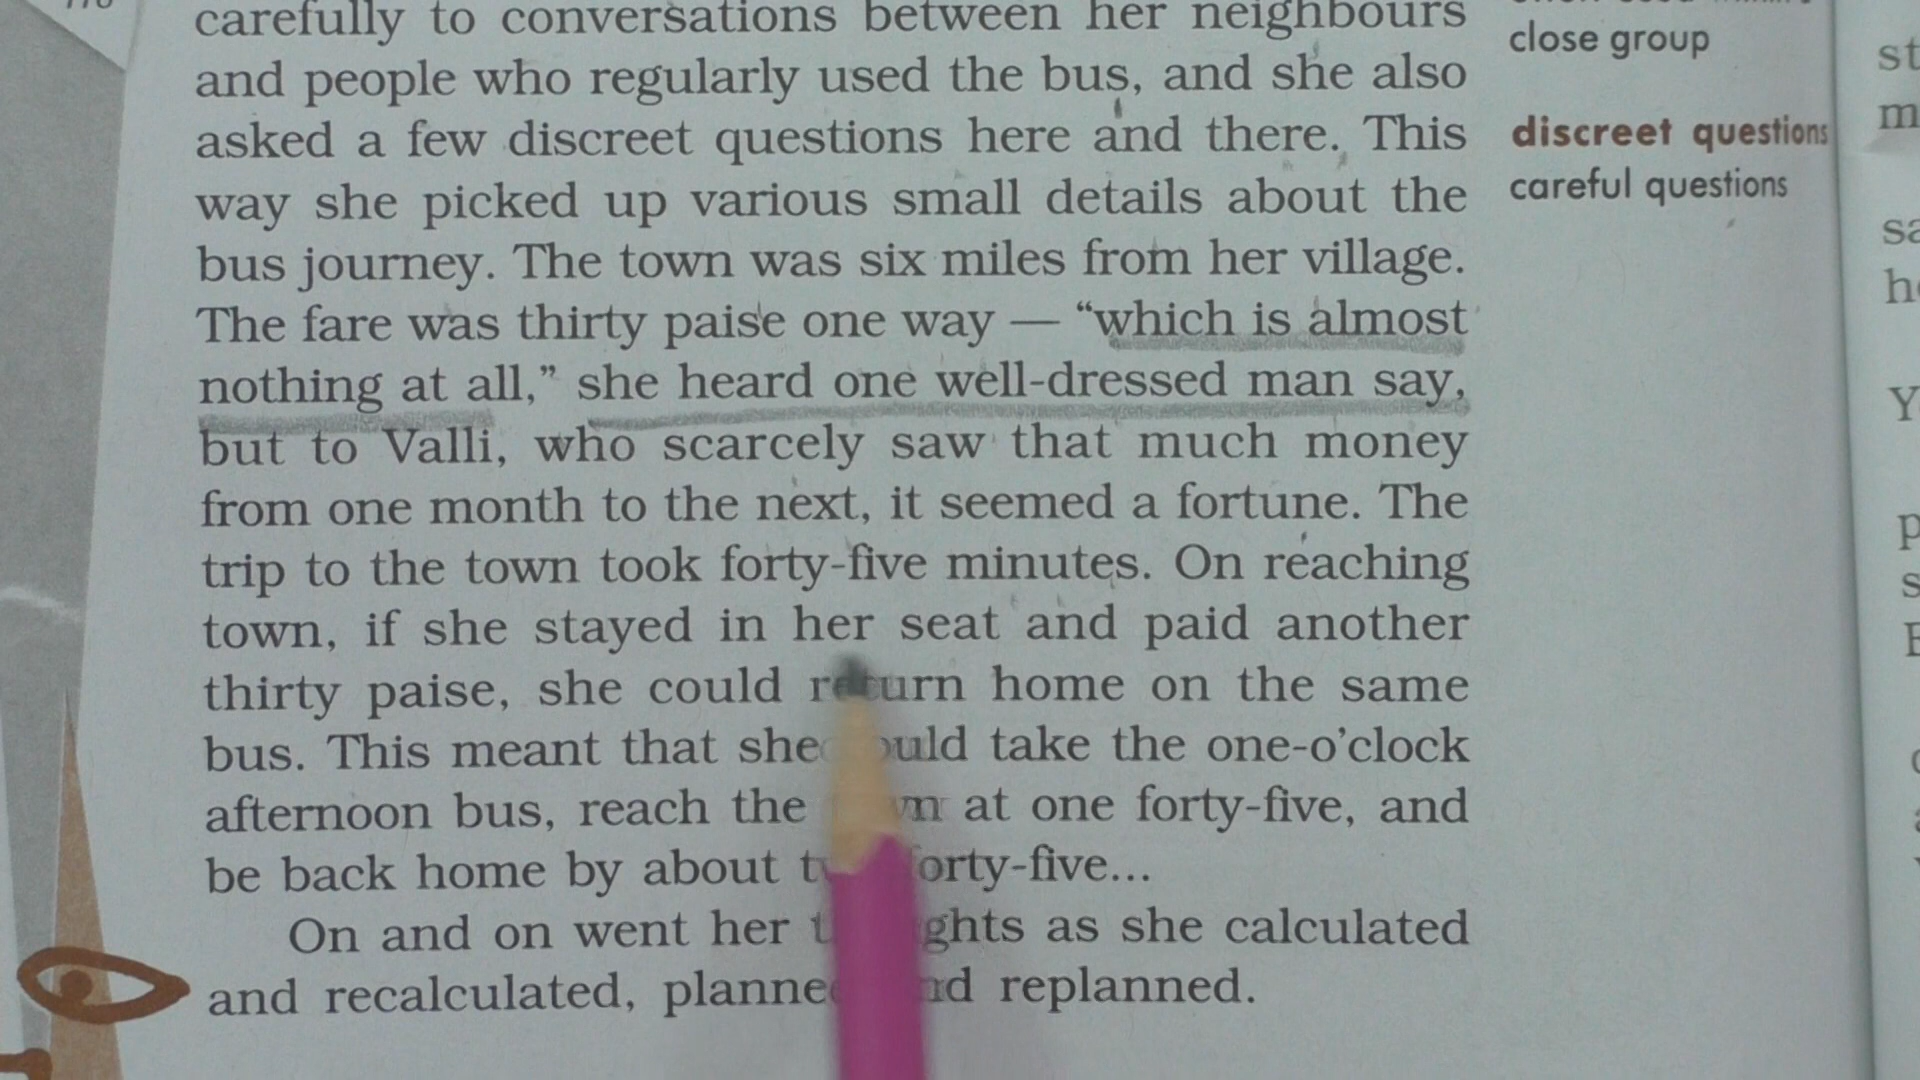 carefully to conversations between her neighbours
and people who regularly used the bus, and she also
asked a few discreet questions here and there. This
way she picked up various small details about the
bus journey. The town was six miles from her village.
The fare was thirty paise one way — “which is almost
nothing at all,” she heard one well-dressed man say,
but to Valli, who scarcely saw that much money
from one month to the next, it seemed a fortune. The
trip to the town took forty-five minutes. On reaching
town, if she stayed in her seat and paid another
thirty paise, she could return home on the same
bus. This meant that she could take the one-o’clock
afternoon bus, reach the town at one forty-five, and
be back home by about two forty-five...
On and on went her thoughts as she calculated
and recalculated, planned and replanned.
close group
discreet questions
careful questions